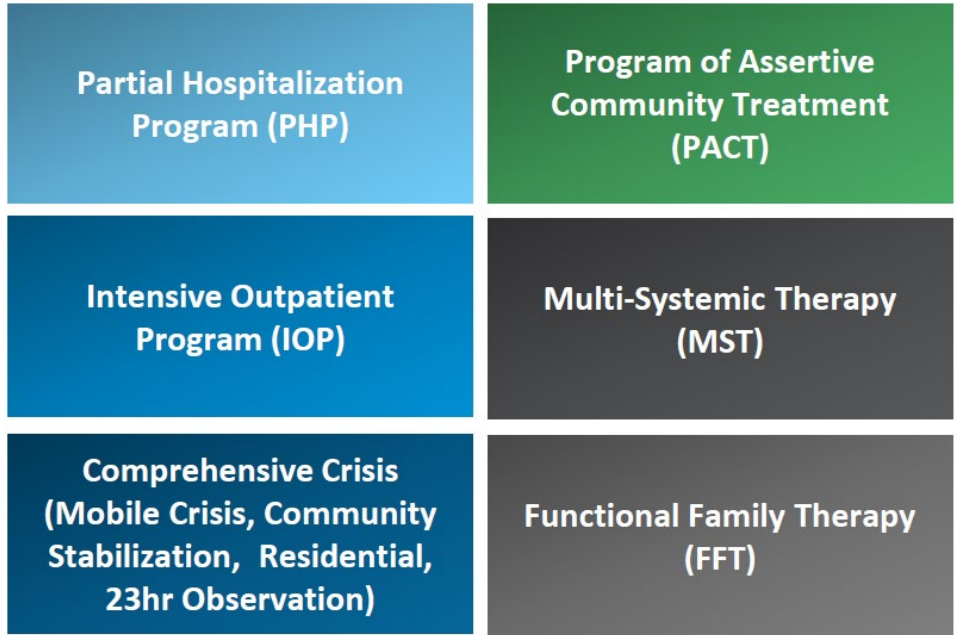 Partial Hospitalization
Program (PHP)
Program of Assertive
Community Treatment
(PACT)
Intensive Outpatient
Program (IOP)
Multi-Systemic Therapy
(MST)
Comprehensive Crisis
(Mobile Crisis, Community
Stabilization,  Residential,
23hr Observation)
Functional Family Therapy
(FFT)